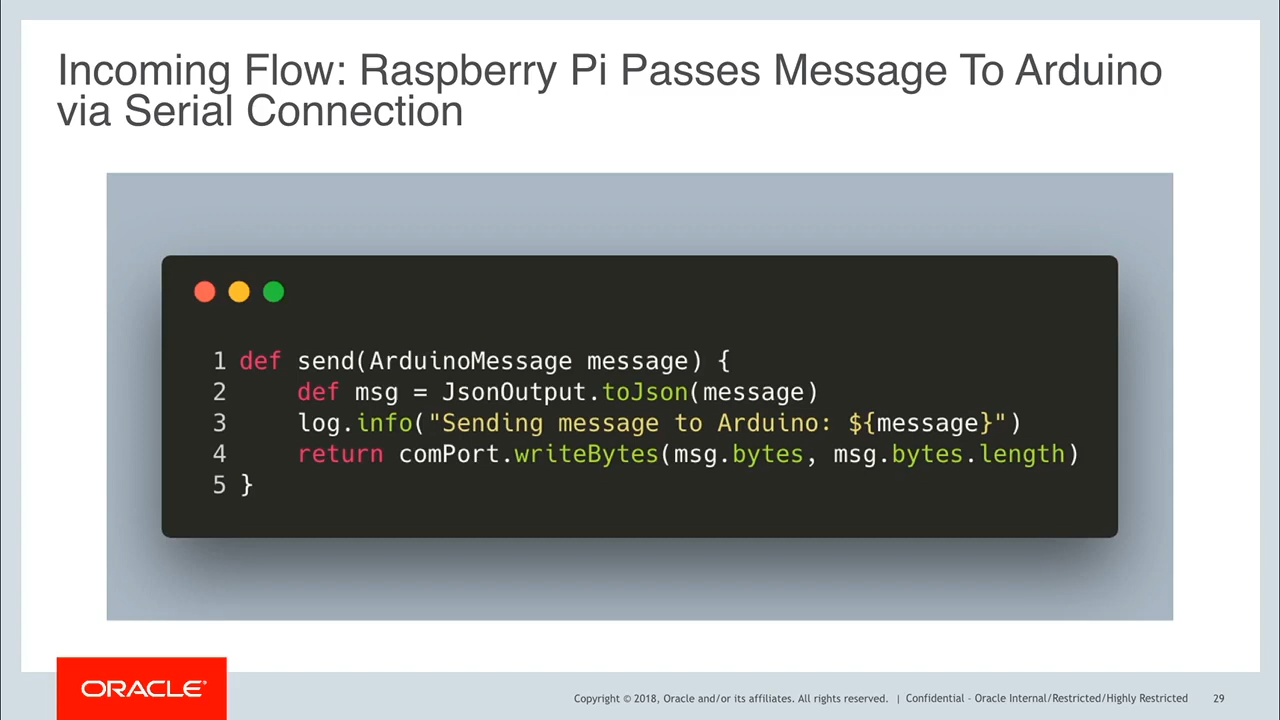 Incoming Flow: Raspberry Pi Passes Message To Arduino
via Serial Connection
1 def send(ArduinoMessage message) {
2     def msg = JsonOutput.toJson(message)
3     log.info("Sending message to Arduino: ${message}")
4     return comPort.writeBytes(msg.bytes, msg.bytes.length)
5 }
ORACLE®
Copyright © 2018, Oracle and/or its affiliates. All rights reserved. | Confidential – Oracle Internal/Restricted/Highly Restricted 29